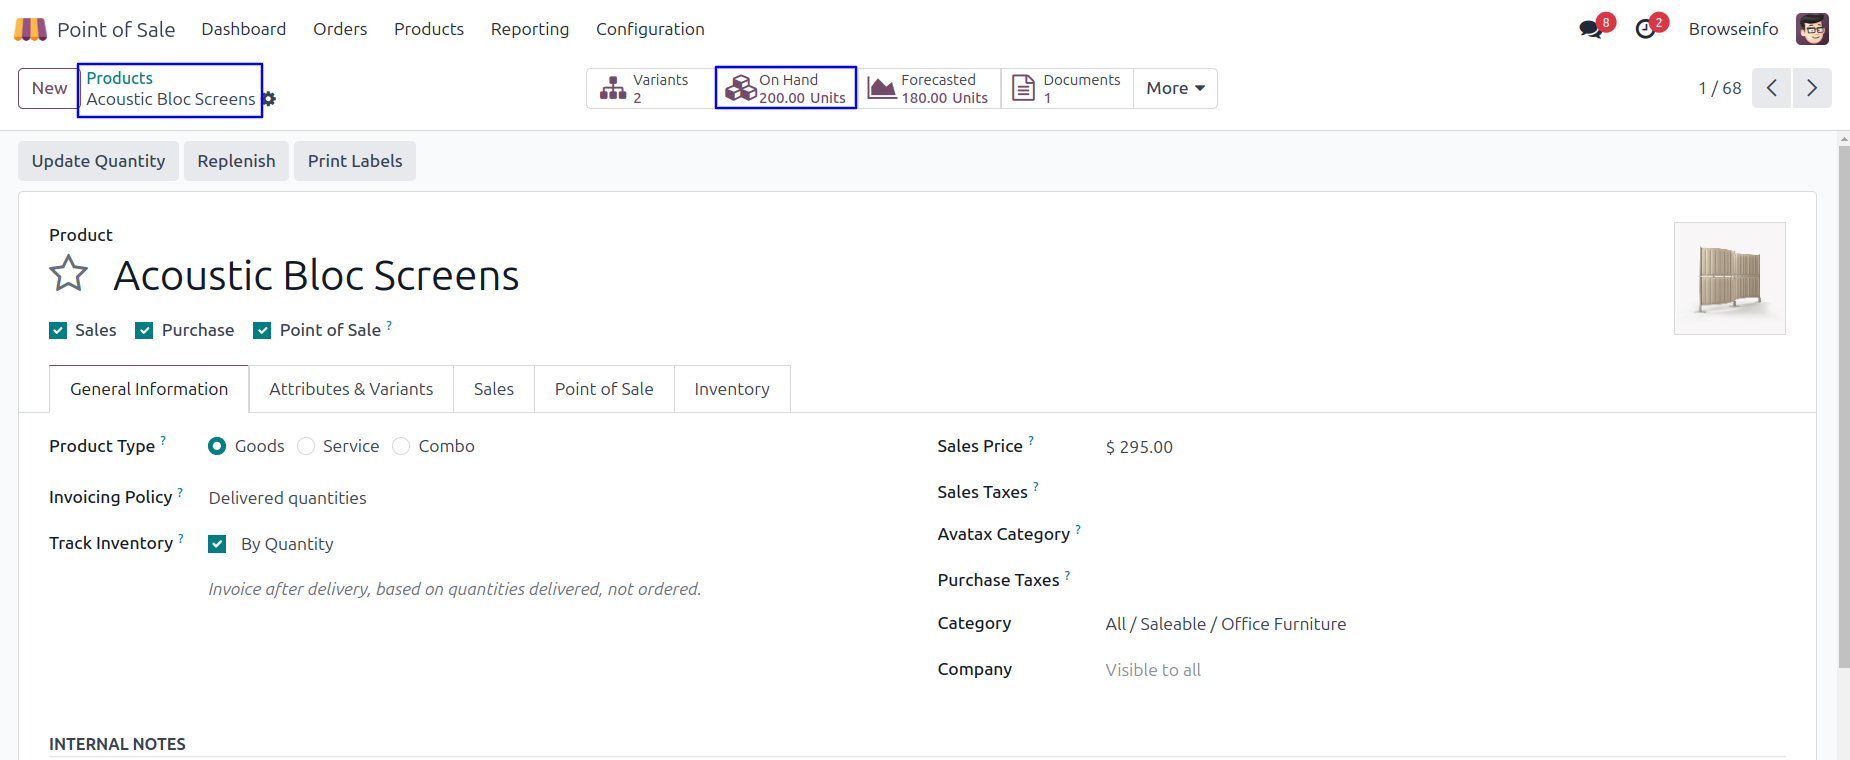 Point of Sale Dashboard Orders Products Reporting Configuration 8 2 Browseinfo
New Products
Acoustic Bloc Screens
Variants
2
On Hand
200.00 Units
Forecasted
180.00 Units
Documents
1
More
1 / 68
Update Quantity Replenish Print Labels
Product
Acoustic Bloc Screens
Sales Purchase Point of Sale ?
General Information Attributes & Variants Sales Point of Sale Inventory
Product Type ? Goods Service Combo
Invoicing Policy ? Delivered quantities
Track Inventory ? By Quantity
Invoice after delivery, based on quantities delivered, not ordered.
Sales Price ? $ 295.00
Sales Taxes ?
Avatax Category ?
Purchase Taxes ?
Category All / Saleable / Office Furniture
Company Visible to all
INTERNAL NOTES